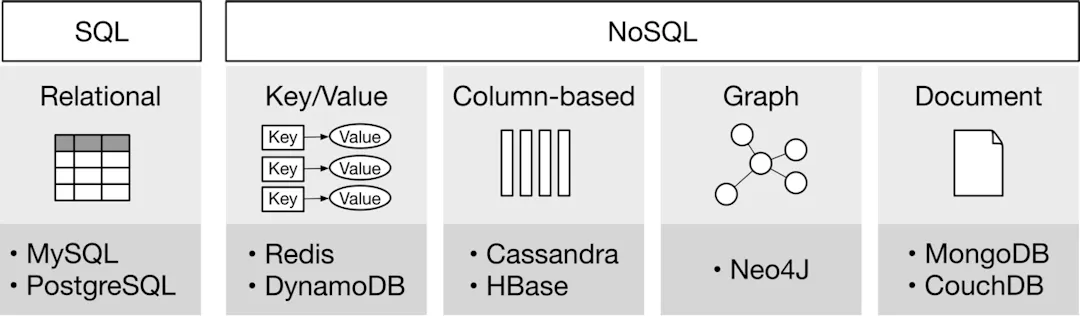 SQL
NoSQL
Relational
Key/Value
Column-based
Graph
Document
Key Value
Key Value
Key Value
• MySQL
• PostgreSQL
• Redis
• DynamoDB
• Cassandra
• HBase
• Neo4J
• MongoDB
• CouchDB